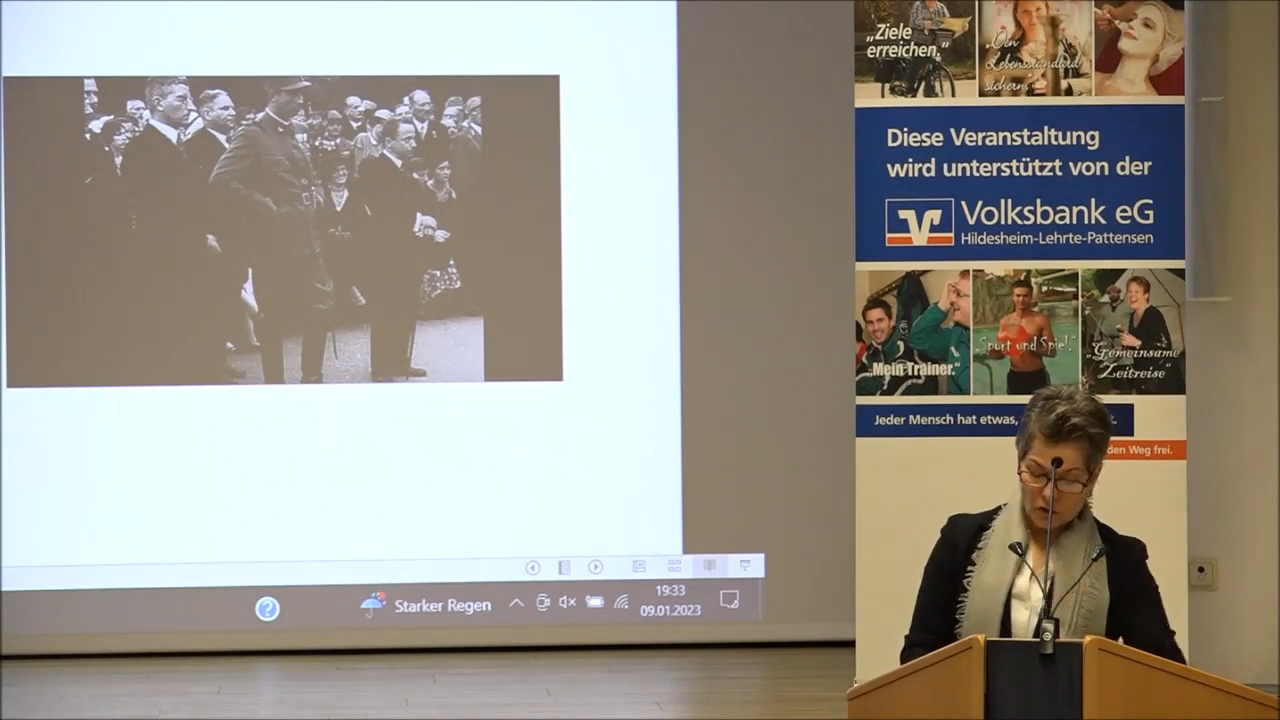 „Ziele
erreichen."
„Den
Lebensstandard
sichern."
Diese Veranstaltung
wird unterstützt von der
Volksbank eG
Hildesheim-Lehrte-Pattensen
„Mein Trainer."
„Sport und Spiel."
„Gemeinsame
Zeitreise"
Jeder Mensch hat etwas,
den Weg frei.
Starker Regen
19:33
09.01.2023